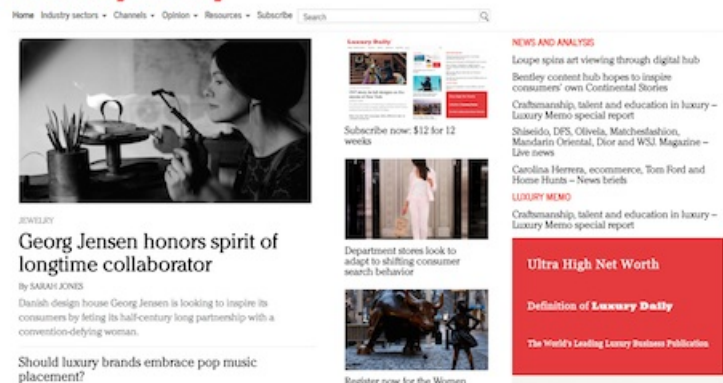 Home Industry sectors Channels Opinion Resources Subscribe Search
JEWELRY
Georg Jensen honors spirit of
longtime collaborator
By SARAH JONES
Danish design house Georg Jensen is looking to inspire its
consumers by feting its half-century long partnership with a
convention-defying woman.
Should luxury brands embrace pop music
placement?
Luxury Daily
Subscribe now: $12 for 12
weeks
Department stores look to
adapt to shifting consumer
search behavior
Register now for the Women
NEWS AND ANALYSIS
Loupe spins art viewing through digital hub
Bentley content hub hopes to inspire
consumers' own Continental Stories
Craftsmanship, talent and education in luxury –
Luxury Memo special report
Shiseido, DFS, Olivela, Matchesfashion,
Mandarin Oriental, Dior and WSJ. Magazine –
Live news
Carolina Herrera, ecommerce, Tom Ford and
Home Hunts – News briefs
LUXURY MEMO
Craftsmanship, talent and education in luxury –
Luxury Memo special report
Ultra High Net Worth
Definition of Luxury Daily
The World's Leading Luxury Business Publication